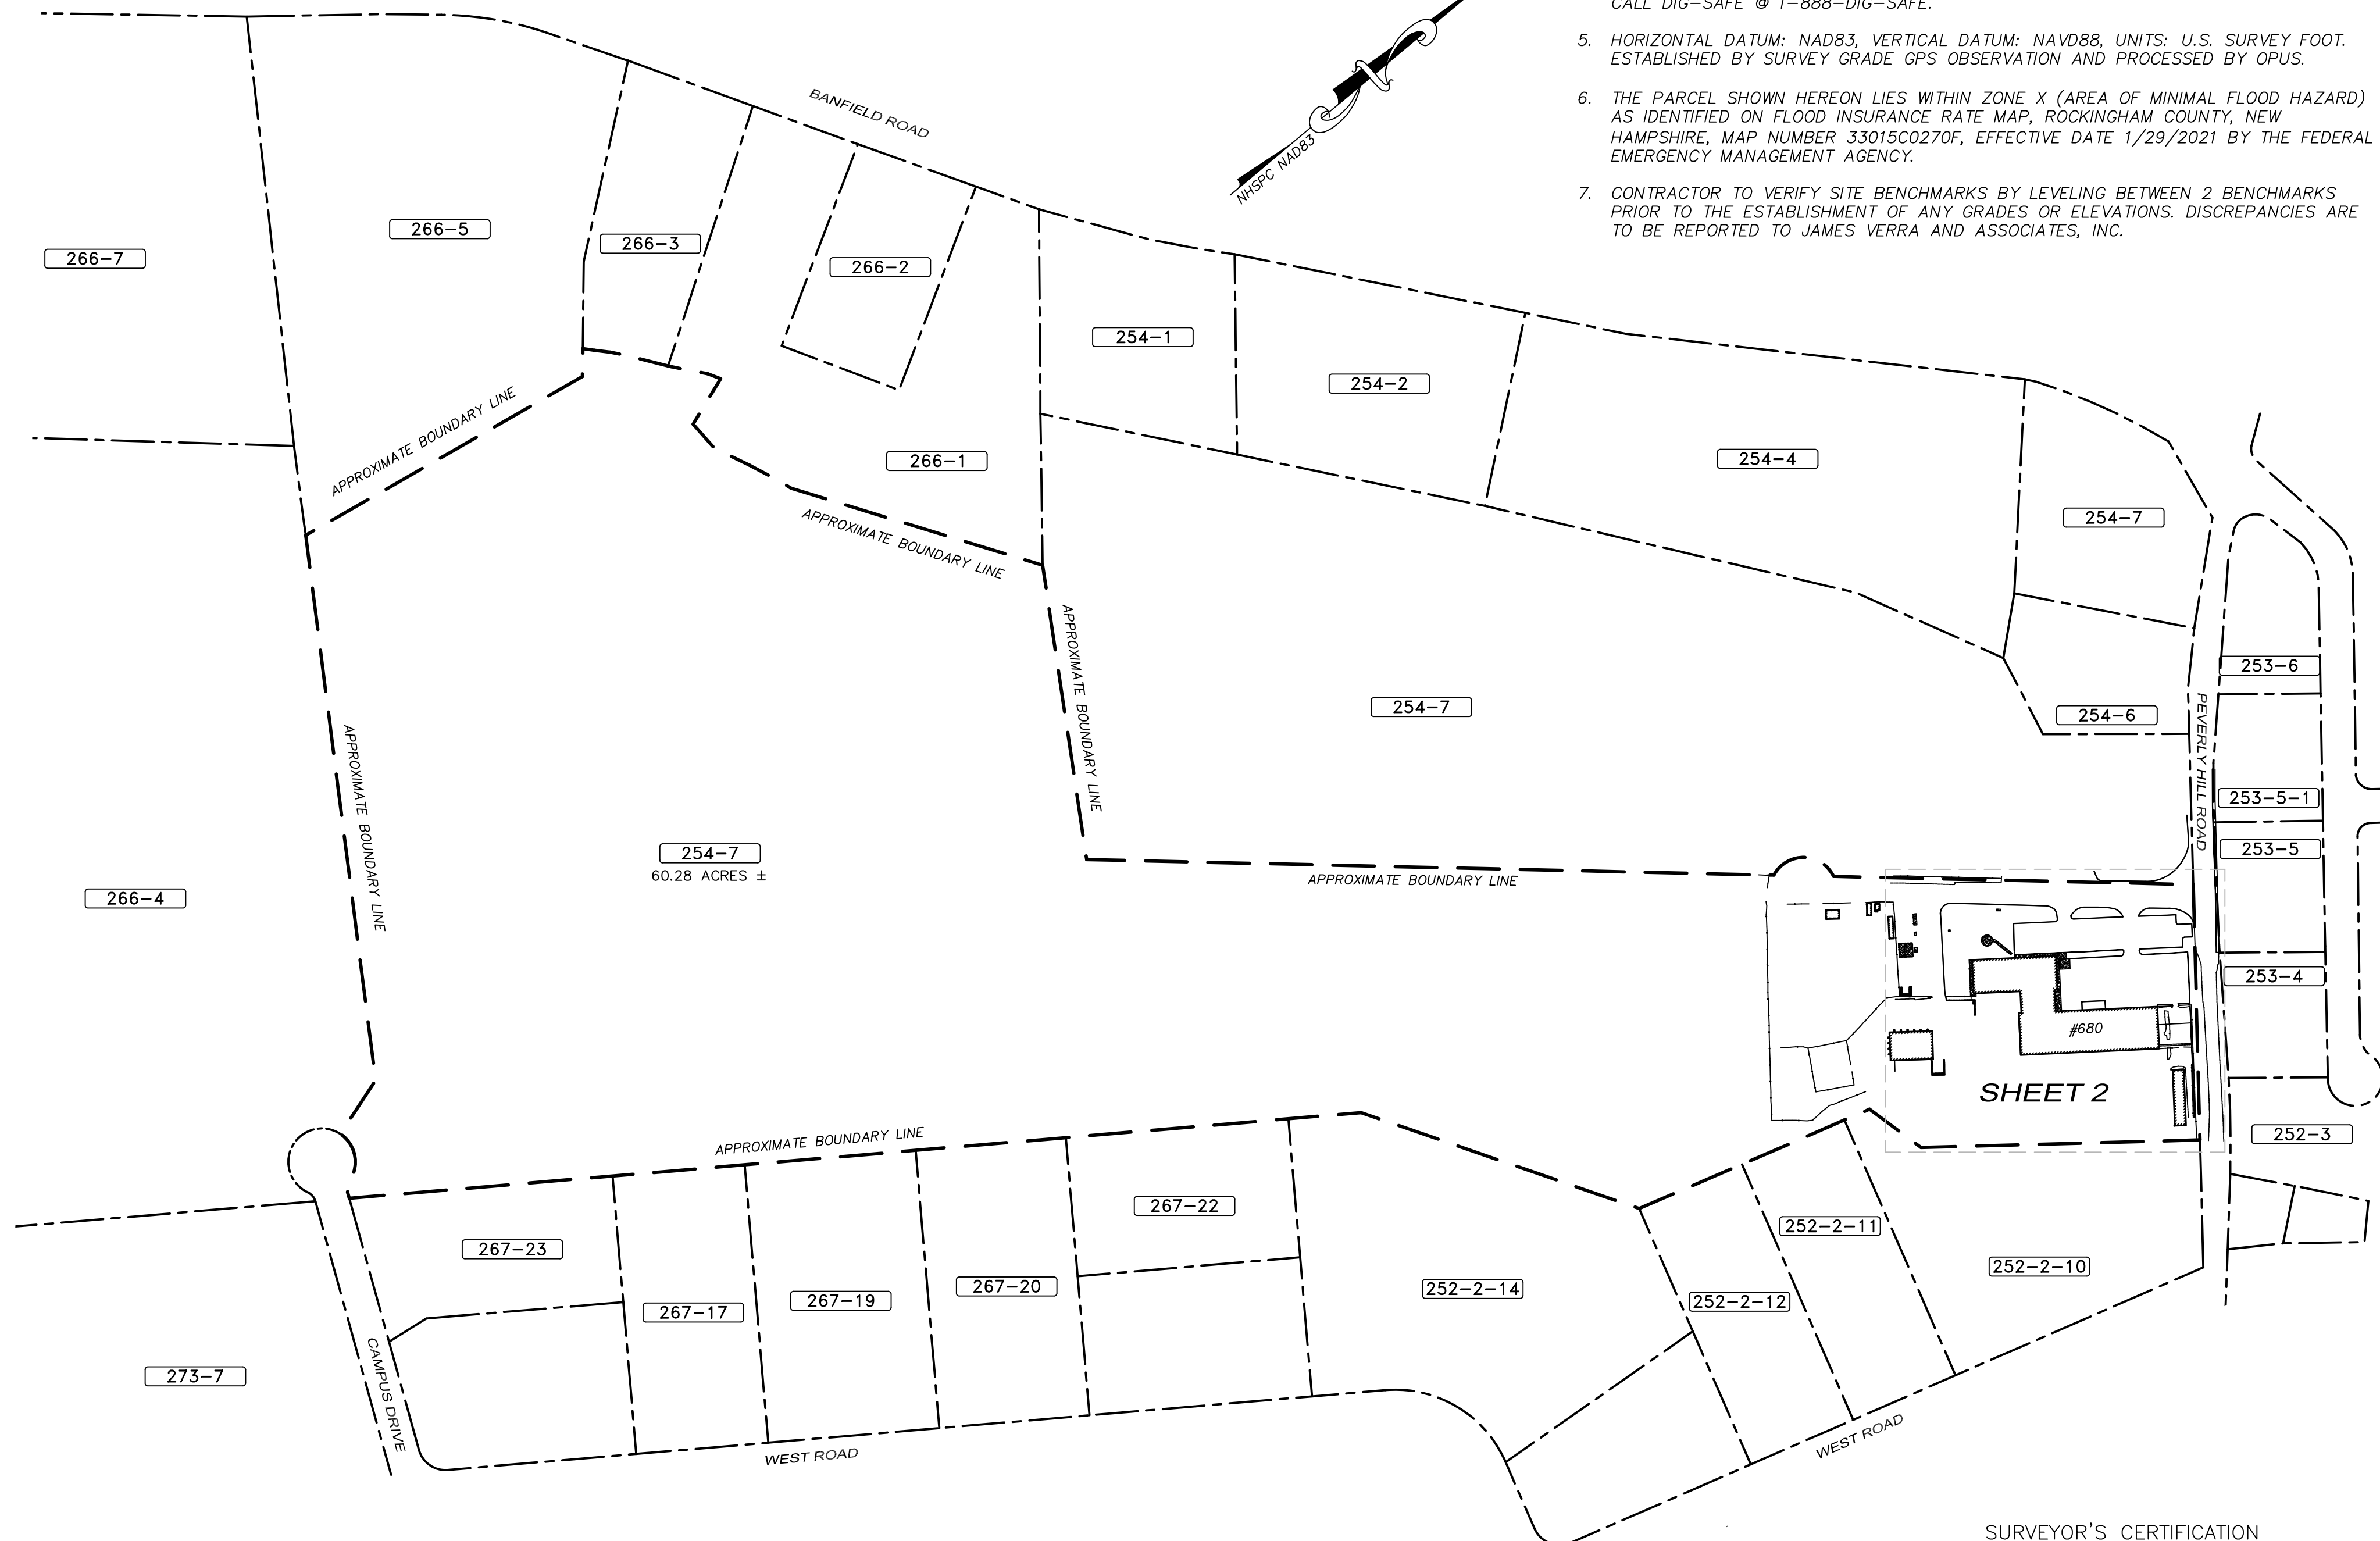 CALL DIG-SAFE @ 1-888-DIG-SAFE.
5. HORIZONTAL DATUM: NAD83, VERTICAL DATUM: NAVD88, UNITS: U.S. SURVEY FOOT.
ESTABLISHED BY SURVEY GRADE GPS OBSERVATION AND PROCESSED BY OPUS.
6. THE PARCEL SHOWN HEREON LIES WITHIN ZONE X (AREA OF MINIMAL FLOOD HAZARD)
AS IDENTIFIED ON FLOOD INSURANCE RATE MAP, ROCKINGHAM COUNTY, NEW
HAMPSHIRE, MAP NUMBER 33015C0270F, EFFECTIVE DATE 1/29/2021 BY THE FEDERAL
EMERGENCY MANAGEMENT AGENCY.
7. CONTRACTOR TO VERIFY SITE BENCHMARKS BY LEVELING BETWEEN 2 BENCHMARKS
PRIOR TO THE ESTABLISHMENT OF ANY GRADES OR ELEVATIONS. DISCREPANCIES ARE
TO BE REPORTED TO JAMES VERRA AND ASSOCIATES, INC.
NHSPC NAD83
BANFIELD ROAD
266-7
266-5
266-3
266-2
254-1
254-2
266-1
254-4
254-7
APPROXIMATE BOUNDARY LINE
APPROXIMATE BOUNDARY LINE
APPROXIMATE BOUNDARY LINE
APPROXIMATE BOUNDARY LINE
254-7
254-6
253-6
PEVERLY HILL ROAD
253-5-1
253-5
254-7
60.28 ACRES ±
APPROXIMATE BOUNDARY LINE
266-4
253-4
#680
SHEET 2
252-3
APPROXIMATE BOUNDARY LINE
267-22
267-23
252-2-11
252-2-10
267-20
252-2-14
267-19
252-2-12
267-17
273-7
CAMPUS DRIVE
WEST ROAD
WEST ROAD
SURVEYOR'S CERTIFICATION